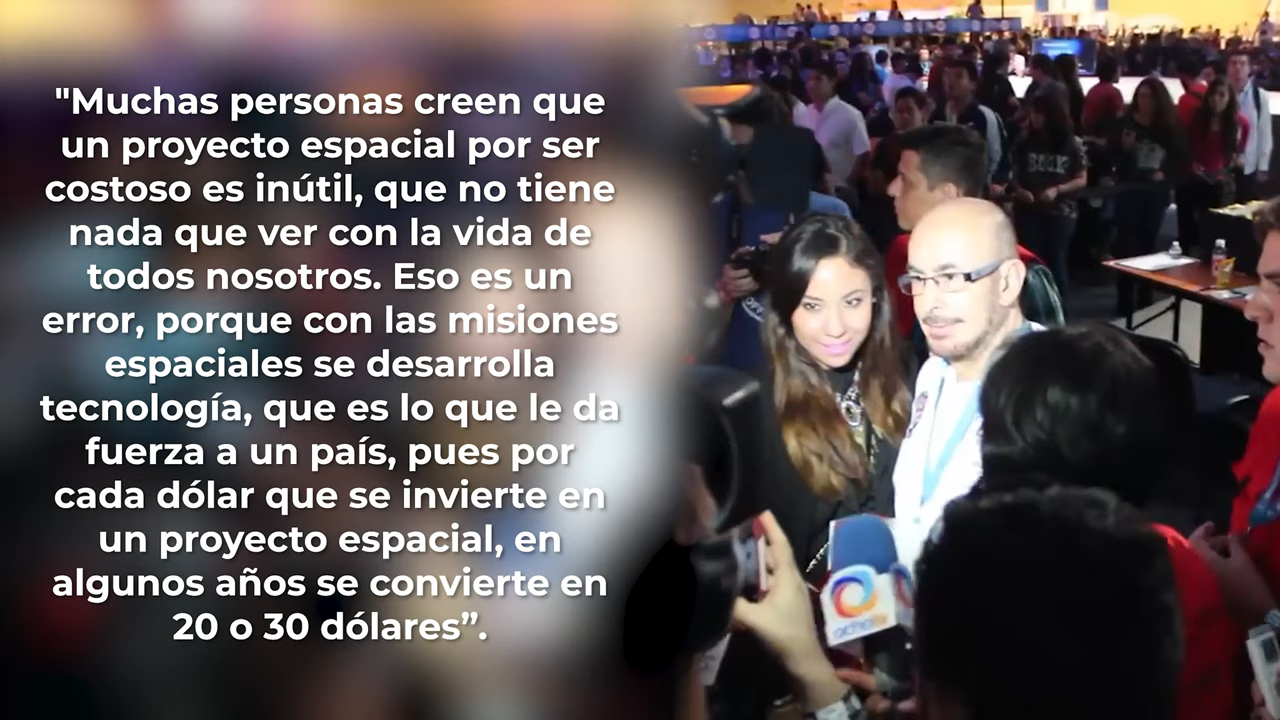 "Muchas personas creen que
un proyecto espacial por ser
costoso es inútil, que no tiene
nada que ver con la vida de
todos nosotros. Eso es un
error, porque con las misiones
espaciales se desarrolla
tecnología, que es lo que le da
fuerza a un país, pues por
cada dólar que se invierte en
un proyecto espacial, en
algunos años se convierte en
20 o 30 dólares”.